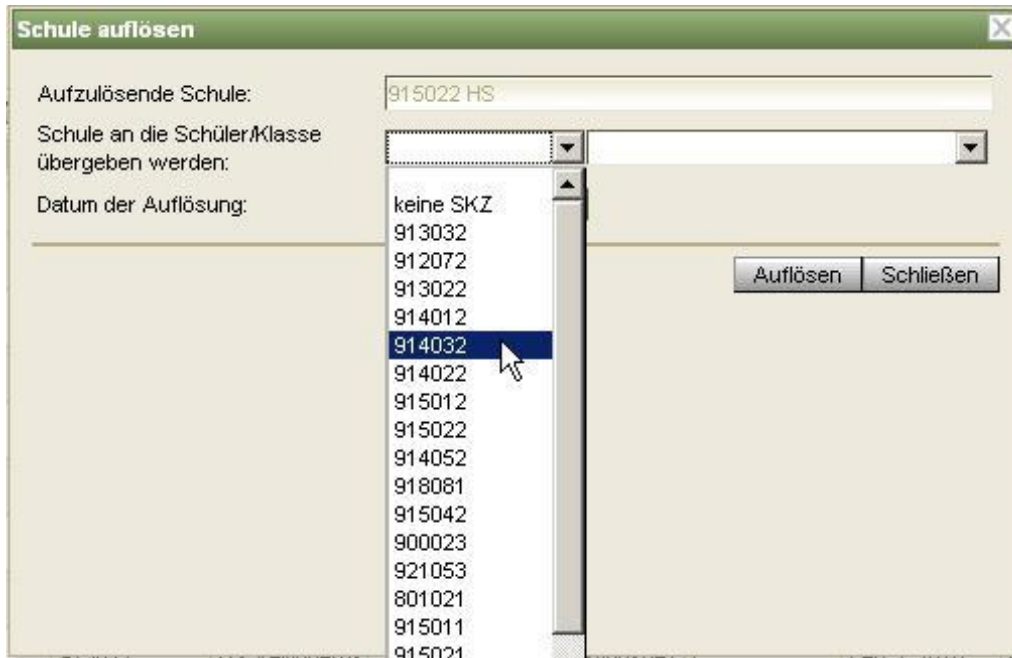 Schule auflösen
Aufzulösende Schule:
915022 HS
Schule an die Schüler/Klasse
übergeben werden:
Datum der Auflösung:
keine SKZ
913032
912072
913022
914012
914032
914022
915012
915022
914052
918081
915042
900023
921053
801021
915011
915021
Auflösen
Schließen